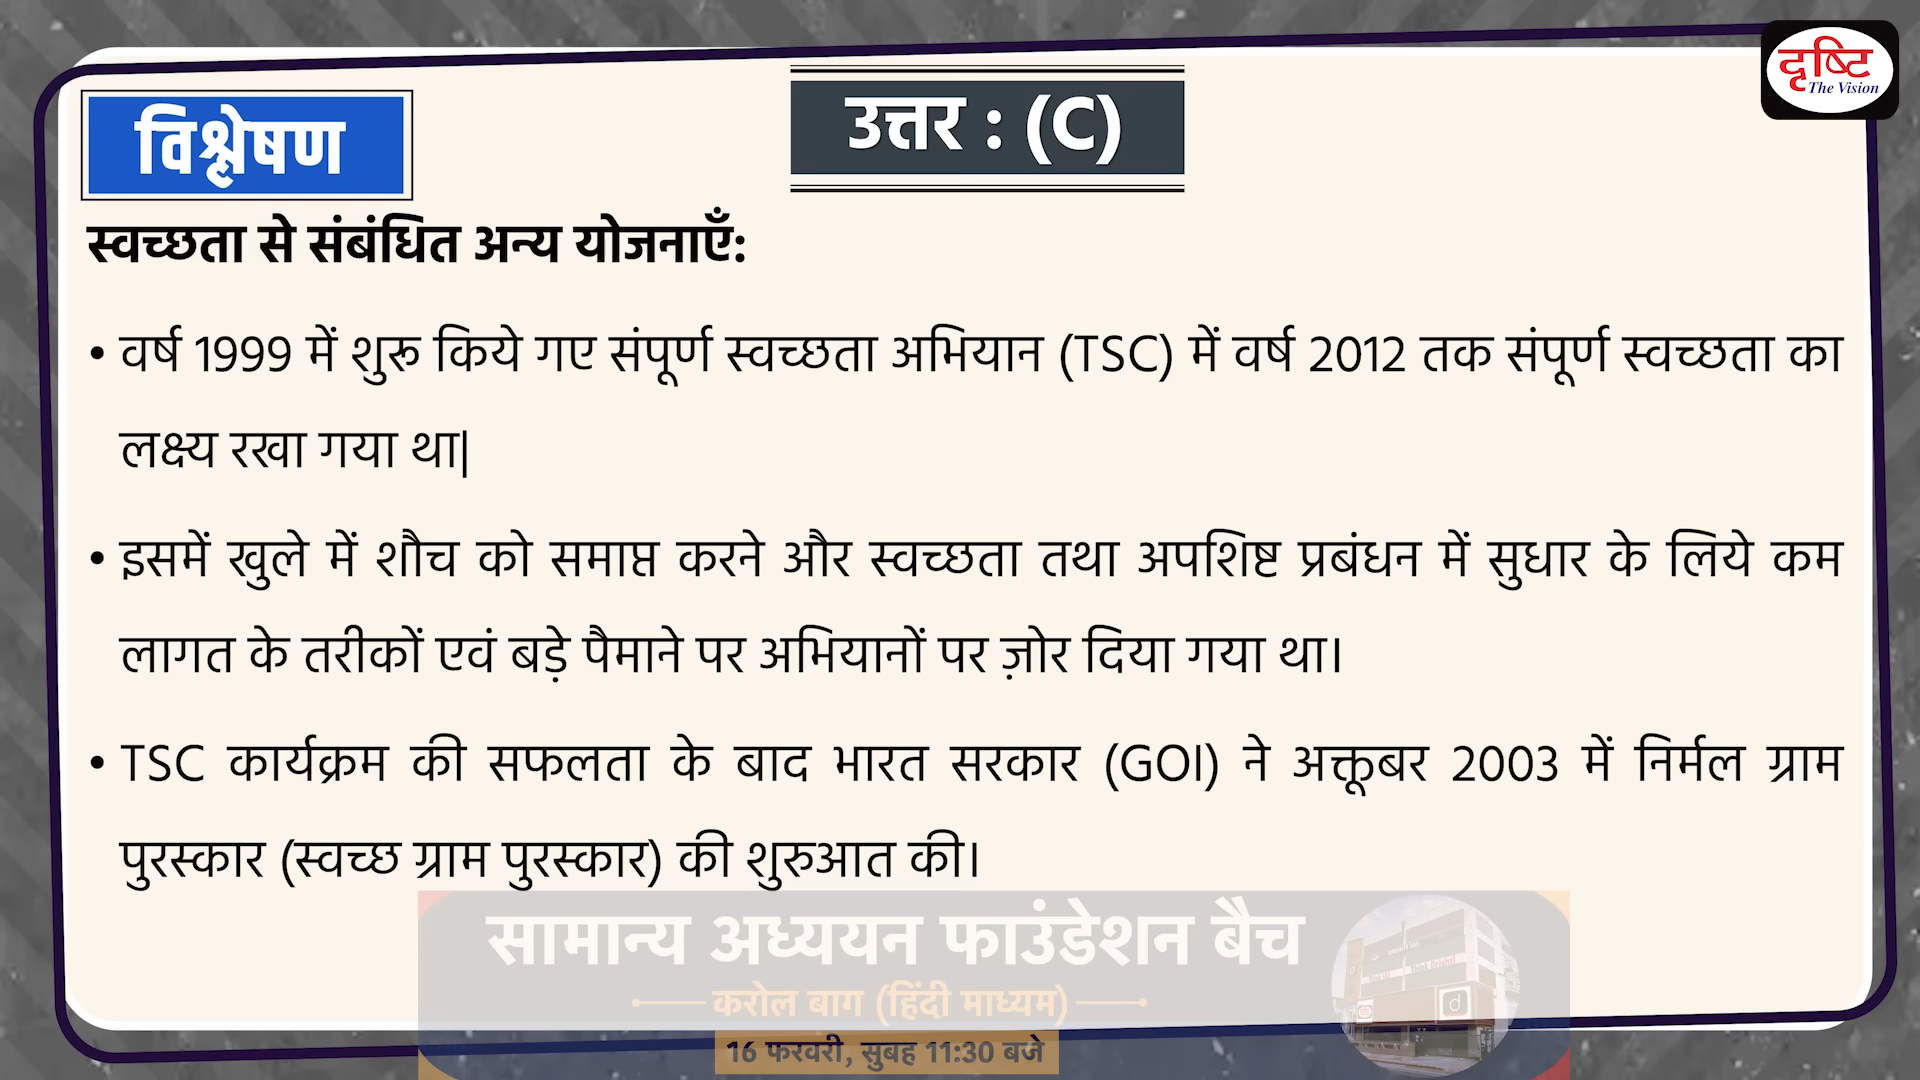 दृष्टि
The Vision
विश्लेषण
उत्तर : (C)
स्वच्छता से संबंधित अन्य योजनाएँ:
• वर्ष 1999 में शुरू किये गए संपूर्ण स्वच्छता अभियान (TSC) में वर्ष 2012 तक संपूर्ण स्वच्छता का
लक्ष्य रखा गया था|
• इसमें खुले में शौच को समाप्त करने और स्वच्छता तथा अपशिष्ट प्रबंधन में सुधार के लिये कम
लागत के तरीकों एवं बड़े पैमाने पर अभियानों पर ज़ोर दिया गया था।
• TSC कार्यक्रम की सफलता के बाद भारत सरकार (GOI) ने अक्तूबर 2003 में निर्मल ग्राम
पुरस्कार (स्वच्छ ग्राम पुरस्कार) की शुरुआत की।
सामान्य अध्ययन फाउंडेशन बैच
करोल बाग (हिंदी माध्यम)
16 फरवरी, सुबह 11:30 बजे